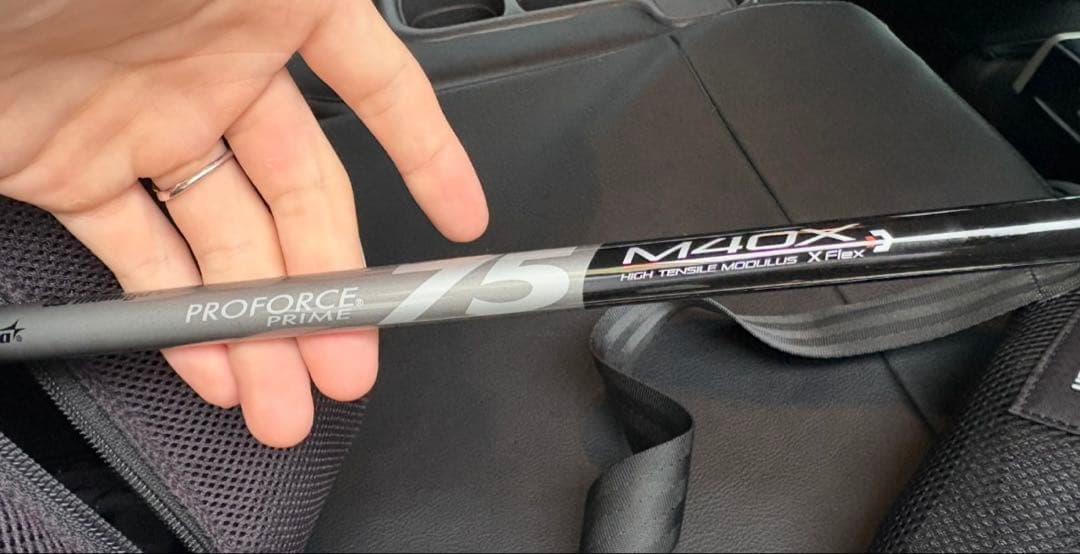 PROFORCE®
PRIME
75
M40X
HIGH TENSILE MODULUS X Flex